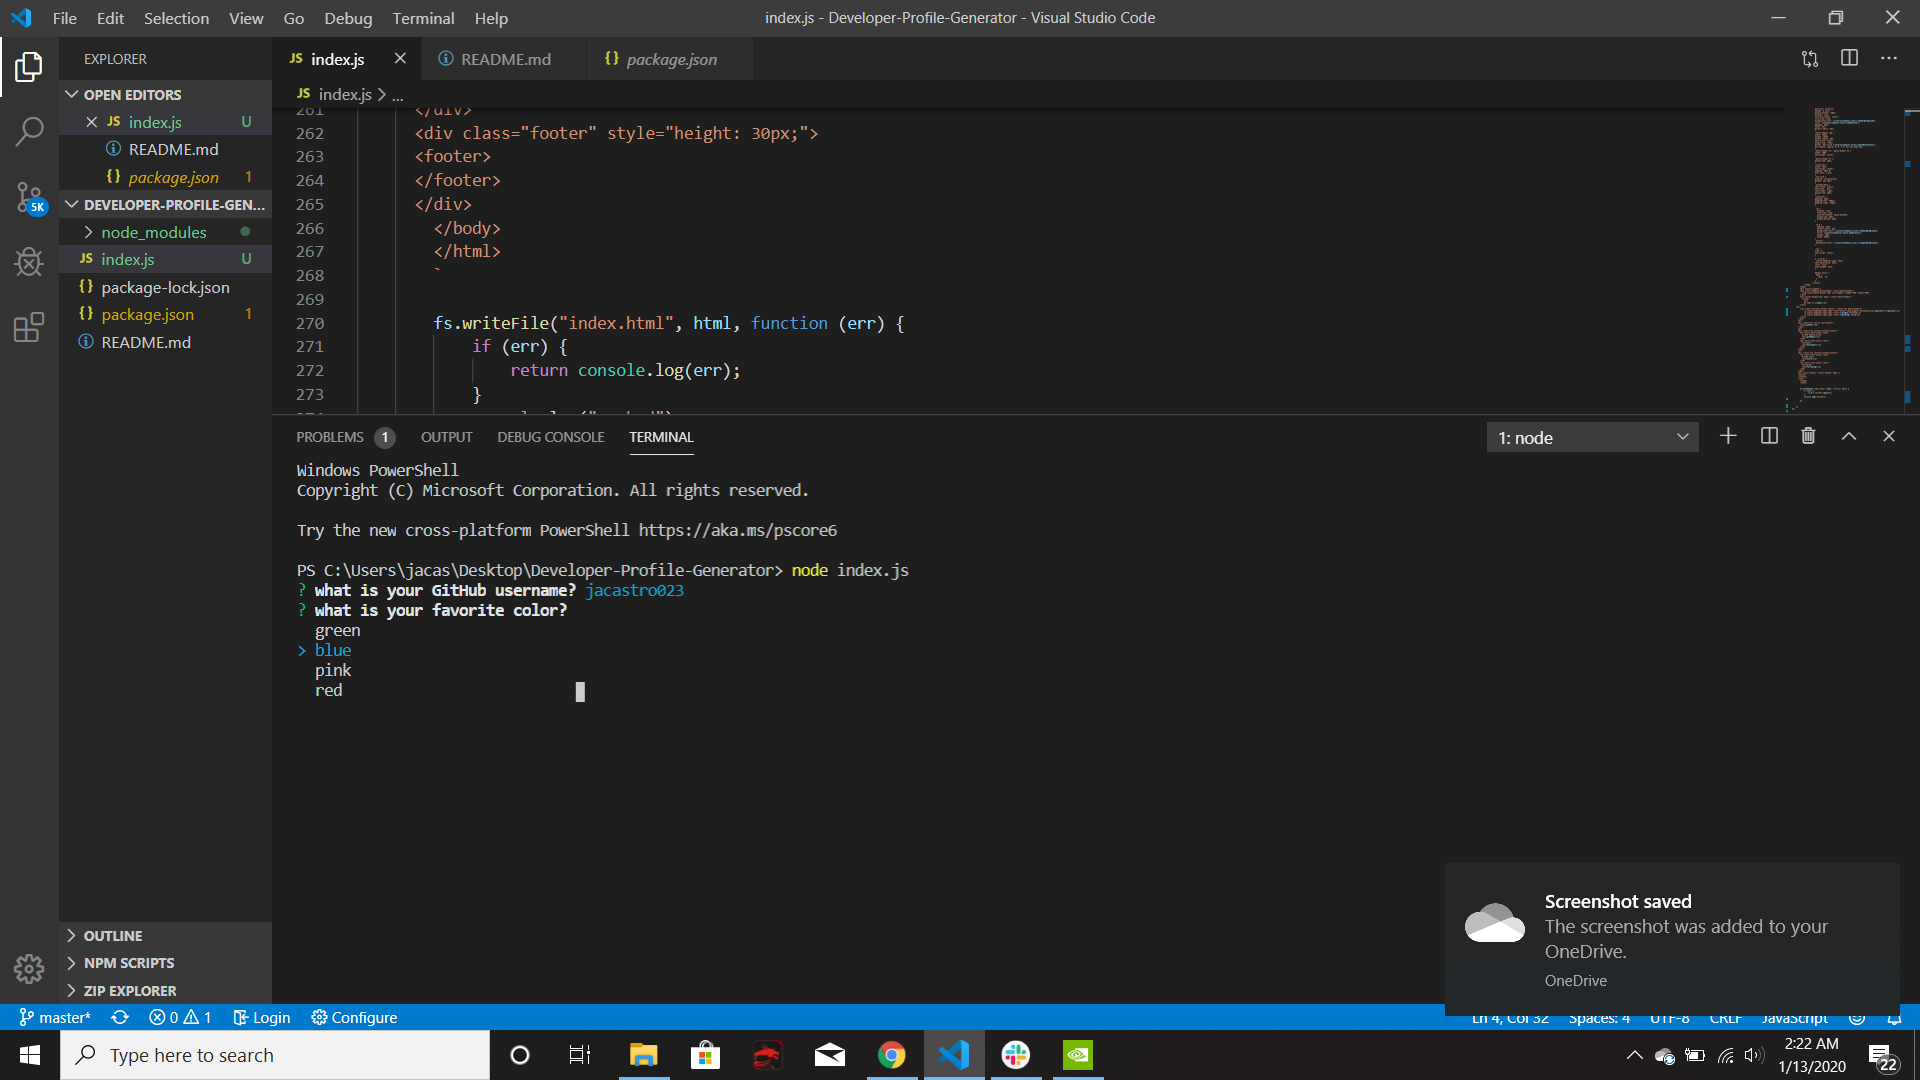 File Edit Selection View Go Debug Terminal Help
index.js - Developer-Profile-Generator - Visual Studio Code
EXPLORER
OPEN EDITORS
JS index.js U
README.md
{} package.json 1
DEVELOPER-PROFILE-GEN...
node_modules
JS index.js U
{} package-lock.json
{} package.json 1
README.md
5K
OUTLINE
NPM SCRIPTS
ZIP EXPLORER
JS index.js
README.md
{} package.json
JS index.js > ...
261 </div>
262 <div class="footer" style="height: 30px;">
263 <footer>
264 </footer>
265 </div>
266 </body>
267 </html>
268 `
269
270 fs.writeFile("index.html", html, function (err) {
271 if (err) {
272 return console.log(err);
273 }
PROBLEMS 1 OUTPUT DEBUG CONSOLE TERMINAL
1: node
Windows PowerShell
Copyright (C) Microsoft Corporation. All rights reserved.
Try the new cross-platform PowerShell https://aka.ms/pscore6
PS C:\Users\jacas\Desktop\Developer-Profile-Generator> node index.js
? what is your GitHub username? jacastro023
? what is your favorite color?
green
> blue
pink
red
Screenshot saved
The screenshot was added to your
OneDrive.
OneDrive
master* 0 1 Login Configure
Ln 4, Col 32 Spaces: 4 UTF-8 CRLF JavaScript
Type here to search
2:22 AM
1/13/2020
22